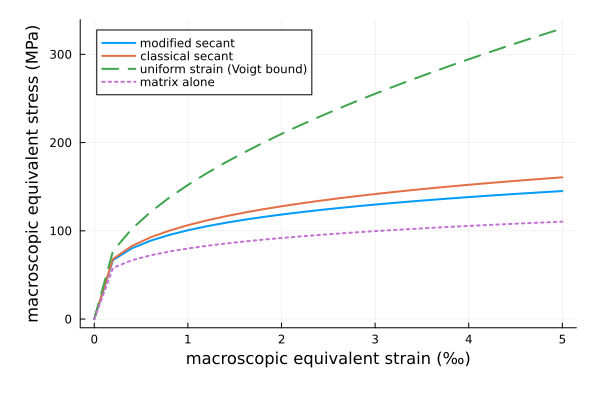 macroscopic equivalent stress (MPa)
300
200
100
0
modified secant
classical secant
uniform strain (Voigt bound)
matrix alone
0 1 2 3 4 5
macroscopic equivalent strain (‰)